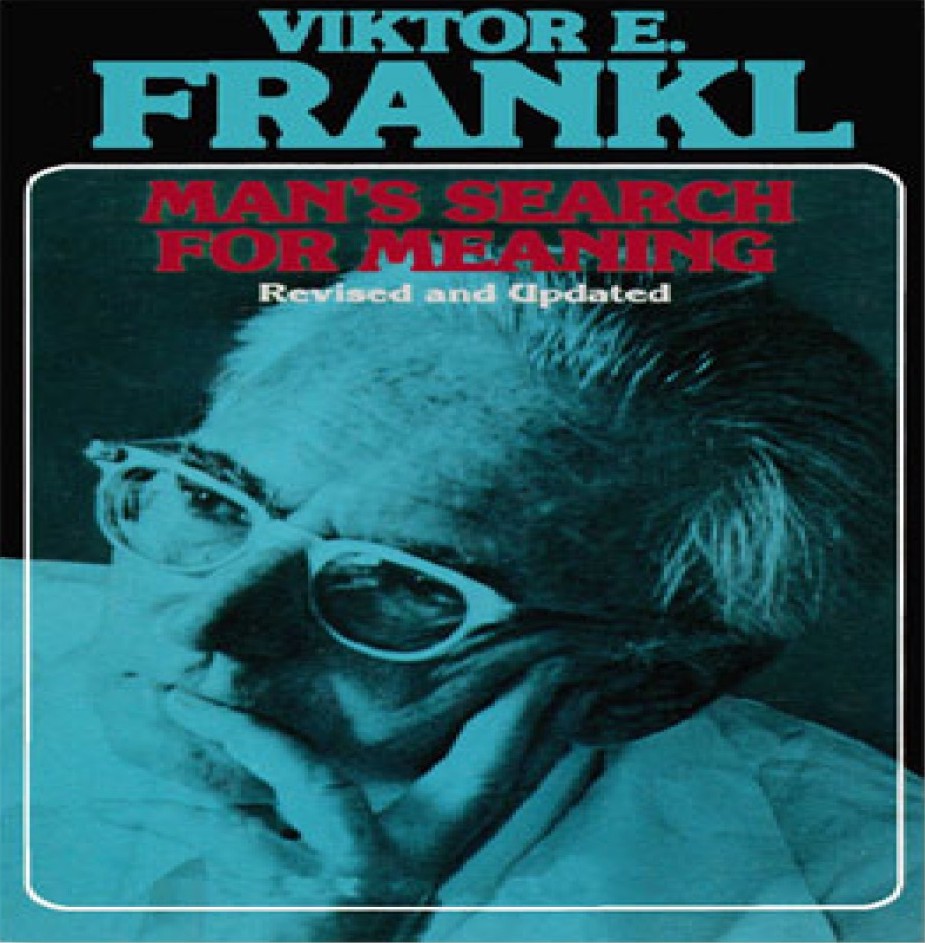 VIKTOR E.
FRANKL
MAN'S SEARCH
FOR MEANING
Revised and Updated